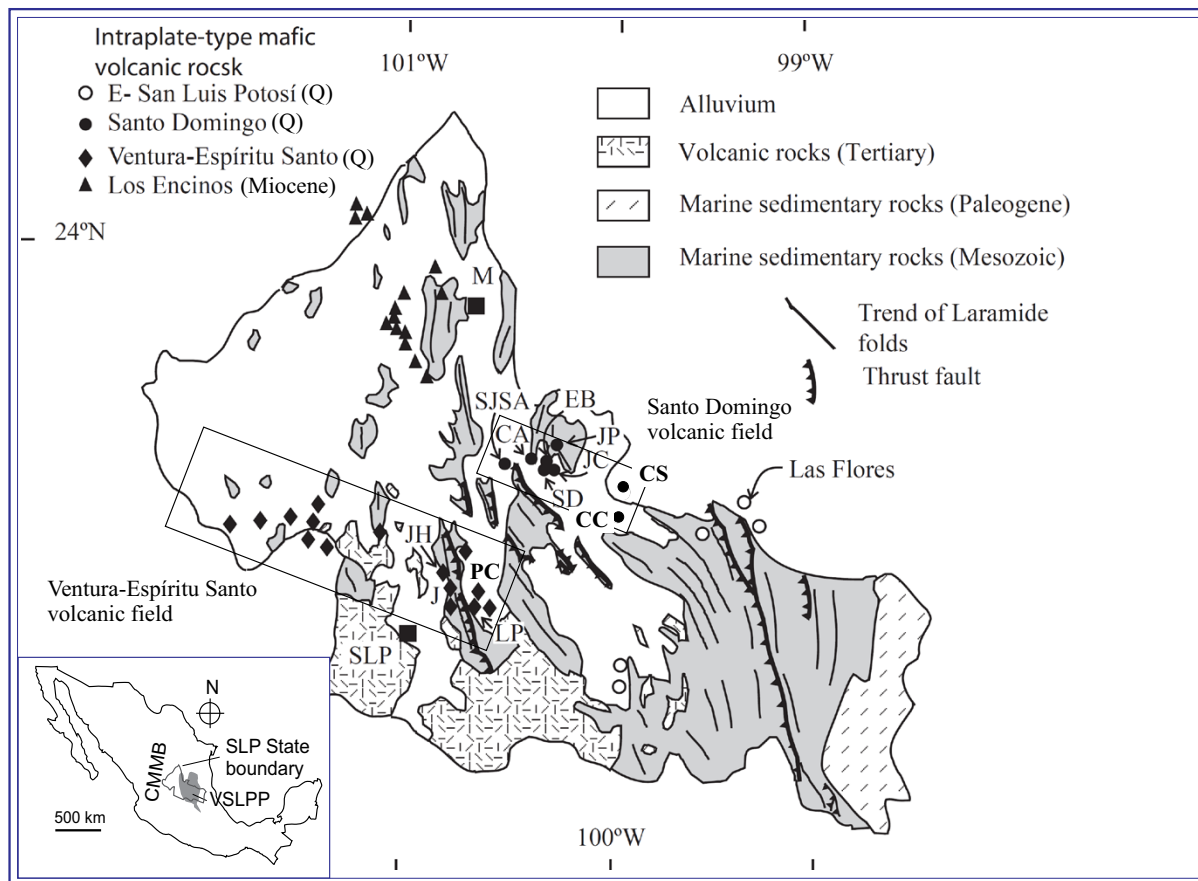 Intraplate-type mafic
volcanic rocsk
E- San Luis Potosí (Q)
Santo Domingo (Q)
Ventura-Espíritu Santo (Q)
Los Encinos (Miocene)
101ºW
99ºW
Alluvium
Volcanic rocks (Tertiary)
Marine sedimentary rocks (Paleogene)
Marine sedimentary rocks (Mesozoic)
Trend of Laramide
folds
Thrust fault
24ºN
M
SJSA
EB
CA
JP
JC
SD
Santo Domingo
volcanic field
CS
CC
Las Flores
JH
PC
J
LP
SLP
Ventura-Espíritu Santo
volcanic field
N
SLP State
boundary
CMMB
VSLPP
500 km
100ºW